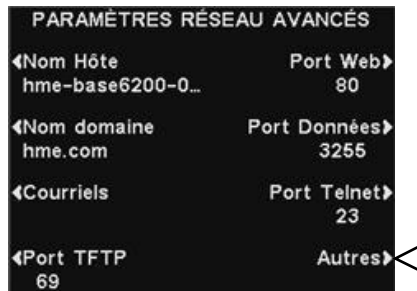 PARAMÈTRES RÉSEAU AVANCÉS
Nom Hôte Port Web
hme-base6200-0… 80
Nom domaine Port Données
hme.com 3255
Courriels Port Telnet
23
Port TFTP Autres
69